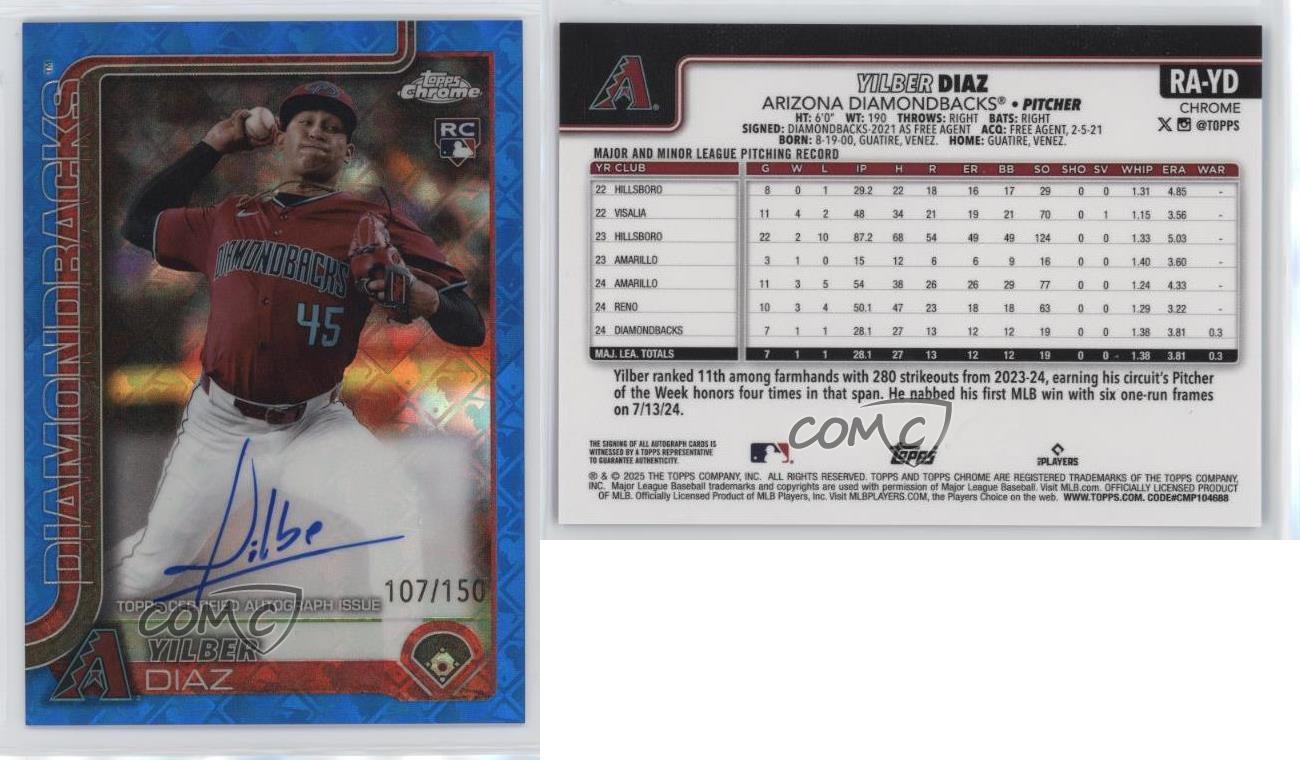 DIAMONDBACKS™
Topps
Chrome
RC
DIAMONDBACKS
45
Yilbe
107/150
TOPPS CERTIFIED AUTOGRAPH ISSUE
COMC
YILBER
DIAZ
A
YILBER DIAZ
RA-YD
ARIZONA DIAMONDBACKS® • PITCHER
CHROME
HT: 6'0" WT: 190 THROWS: RIGHT BATS: RIGHT
@TOPPS
SIGNED: DIAMONDBACKS-2021 AS FREE AGENT ACQ: FREE AGENT, 2-5-21
BORN: 8-19-00, GUATIRE, VENEZ. HOME: GUATIRE, VENEZ.
MAJOR AND MINOR LEAGUE PITCHING RECORD
YR CLUB G W L IP H R ER BB SO SHO SV WHIP ERA WAR
22 HILLSBORO 8 0 1 29.2 22 18 16 17 29 0 0 1.31 4.85 -
22 VISALIA 11 4 2 48 34 21 19 21 70 0 1 1.15 3.56 -
23 HILLSBORO 22 2 10 87.2 68 54 49 49 124 0 0 1.33 5.03 -
23 AMARILLO 3 1 0 15 12 6 6 9 16 0 0 1.40 3.60 -
24 AMARILLO 11 3 5 54 38 26 26 29 77 0 0 1.24 4.33 -
24 RENO 10 3 4 50.1 47 23 18 18 63 0 0 1.29 3.22 -
24 DIAMONDBACKS 7 1 1 28.1 27 13 12 12 19 0 0 1.38 3.81 0.3
MAJ. LEA. TOTALS 7 1 1 28.1 27 13 12 12 19 0 0 1.38 3.81 0.3
Yilber ranked 11th among farmhands with 280 strikeouts from 2023-24, earning his circuit's Pitcher
of the Week honors four times in that span. He nabbed his first MLB win with six one-run frames
on 7/13/24.
COMC
THE SIGNING OF ALL AUTOGRAPH CARDS IS
WITNESSED BY A TOPPS REPRESENTATIVE
TO GUARANTEE AUTHENTICITY.
Topps
PLAYERS
® & © 2025 THE TOPPS COMPANY, INC. ALL RIGHTS RESERVED. TOPPS AND TOPPS CHROME ARE REGISTERED TRADEMARKS OF THE TOPPS COMPANY,
INC. Major League Baseball trademarks and copyrights are used with permission of Major League Baseball. Visit MLB.com. OFFICIALLY LICENSED PRODUCT
OF MLB. Officially Licensed Product of MLB Players, Inc. Visit MLBPLAYERS.COM, the Players Choice on the web. WWW.TOPPS.COM. CODE#CMP104688